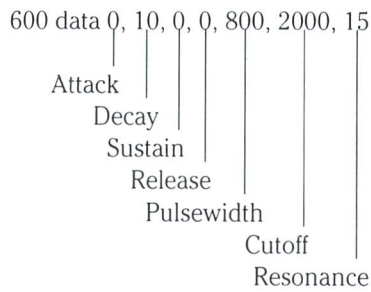 600 data 0, 10, 0, 0, 800, 2000, 15
Attack
Decay
Sustain
Release
Pulsewidth
Cutoff
Resonance